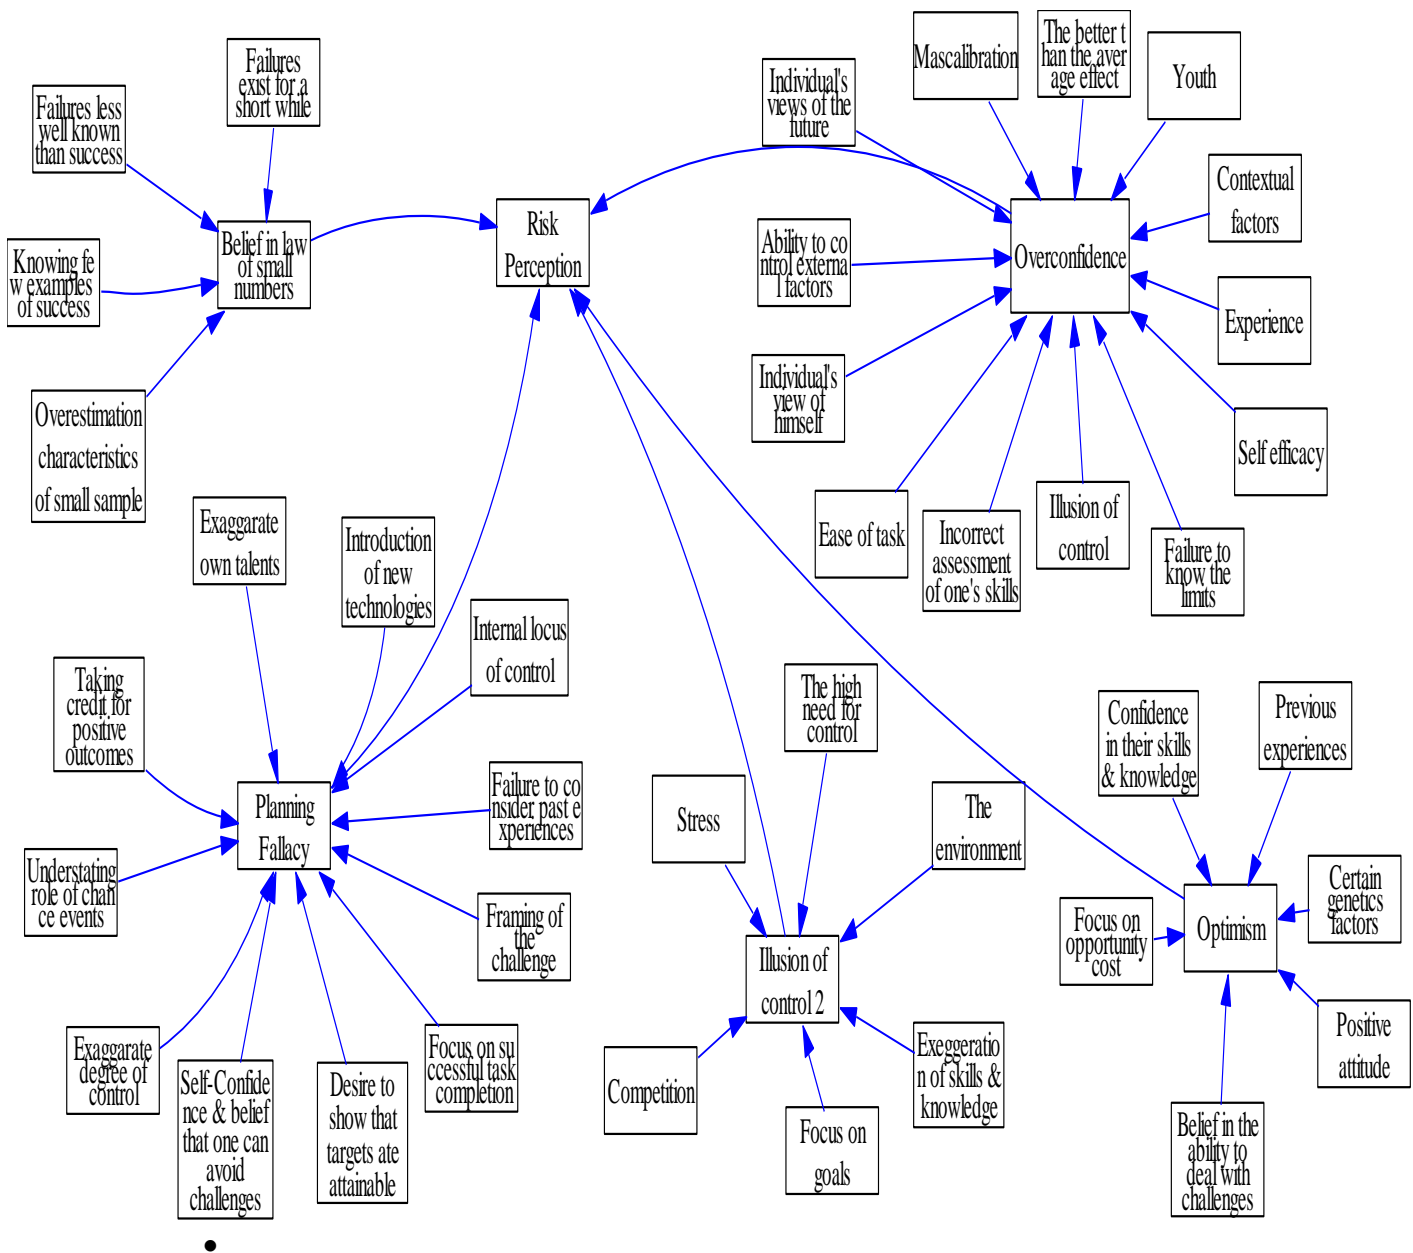 Failures
exist for a
short while
Failures less
well known
than success
Knowing fe
w examples
of success
Belief in law
of small
numbers
Overestimation
characteristics
of small sample
Risk
Perception
Individual's
views of the
future
Mascalibration
The better t
han the aver
age effect
Youth
Contextual
factors
Ability to co
ntrol externa
l factors
Overconfidence
Experience
Individual's
view of
himself
Self efficacy
Ease of task
Incorrect
assessment
of one's skills
Illusion of
control
Failure to
know the
limits
Exaggarate
own talents
Introduction
of new
technologies
Internal locus
of control
Taking
credit for
positive
outcomes
Planning
Fallacy
Failure to co
nsider past e
xperiences
Understating
role of chan
ce events
Framing of
the
challenge
Exaggarate
degree of
control
Self-Confide
nce & belief
that one can
avoid
challenges
Desire to
show that
targets ate
attainable
Focus on su
ccessful task
completion
The high
need for
control
Stress
The
environment
Illusion of
control 2
Competition
Focus on
goals
Exeggeratio
n of skills &
knowledge
Confidence
in their skills
& knowledge
Previous
experiences
Certain
genetics
factors
Focus on
opportunity
cost
Optimism
Positive
attitude
Belief in the
ability to
deal with
challenges